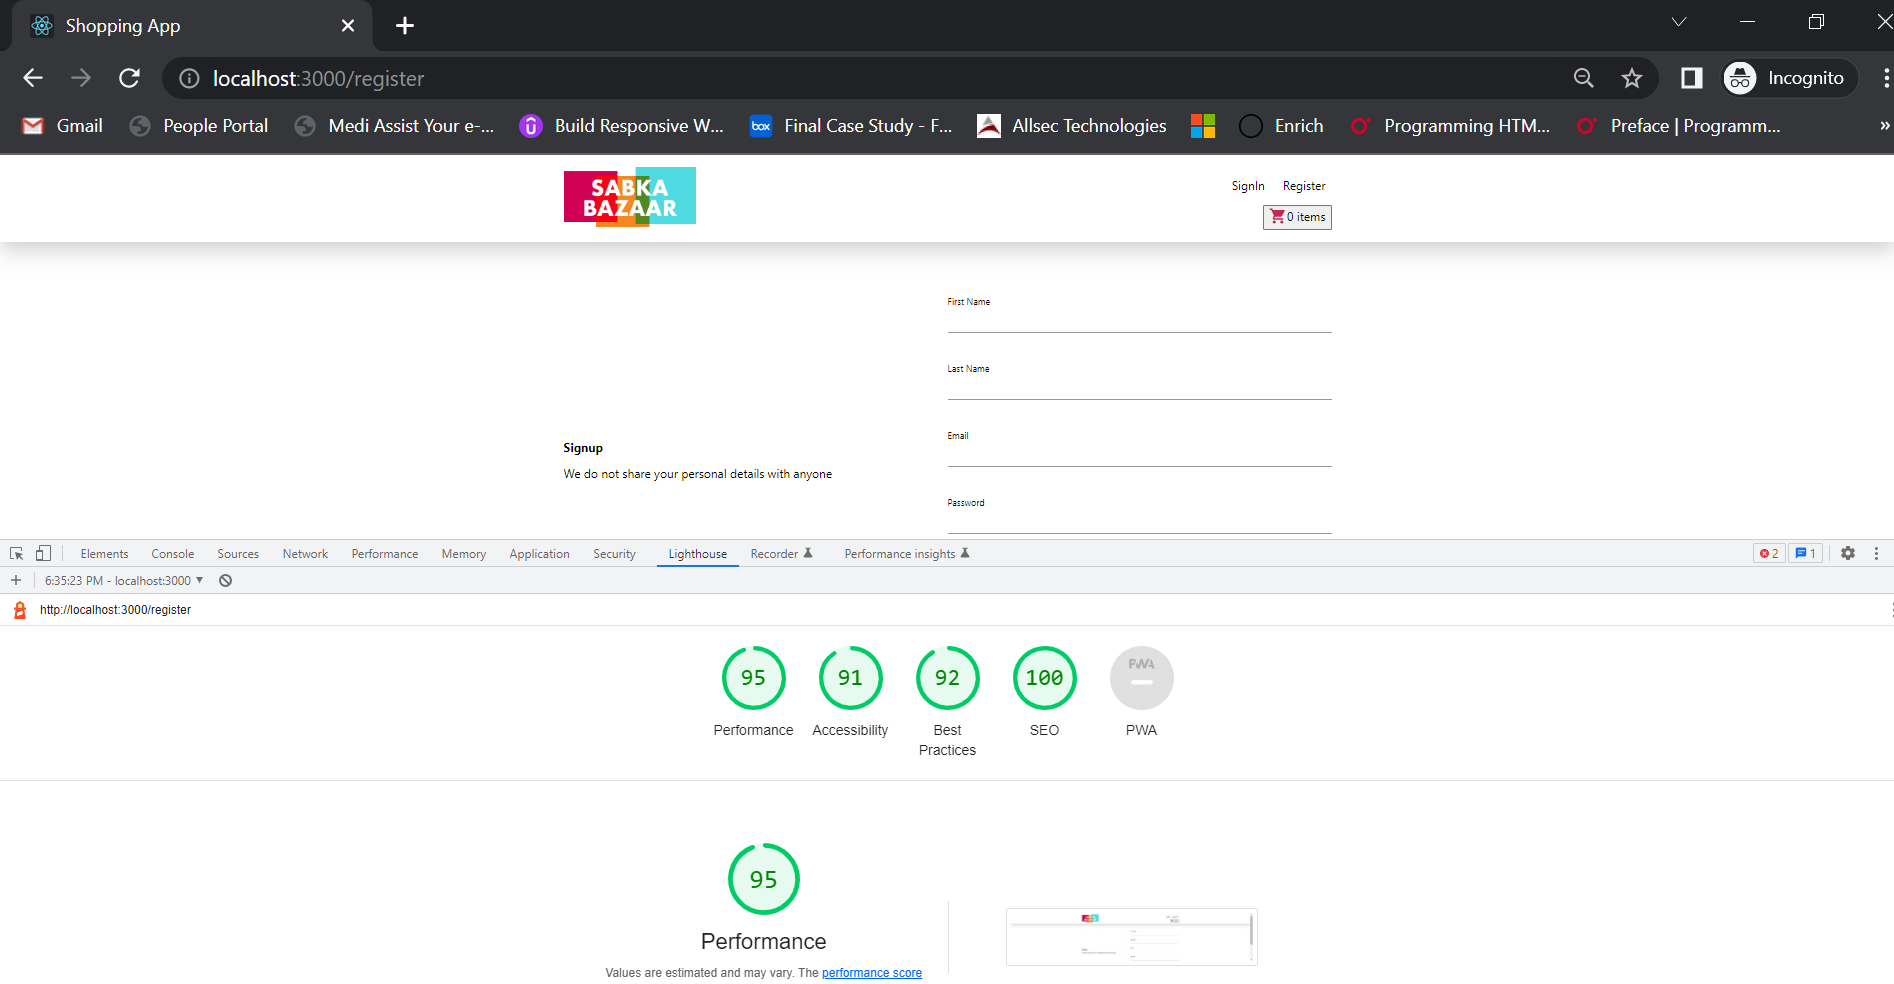 Shopping App
localhost:3000/register
Incognito
Gmail People Portal Medi Assist Your e-... Build Responsive W... box Final Case Study - F... Allsec Technologies Enrich Programming HTM... Preface | Programm... »
SABKA
BAZAAR
SignIn Register
0 items
First Name
Last Name
Email
Signup
We do not share your personal details with anyone
Password
Elements Console Sources Network Performance Memory Application Security Lighthouse Recorder Performance insights 2 1
6:35:23 PM - localhost:3000
http://localhost:3000/register
95 91 92 100 PWA
Performance Accessibility Best Practices SEO PWA
95
Performance
Values are estimated and may vary. The performance score